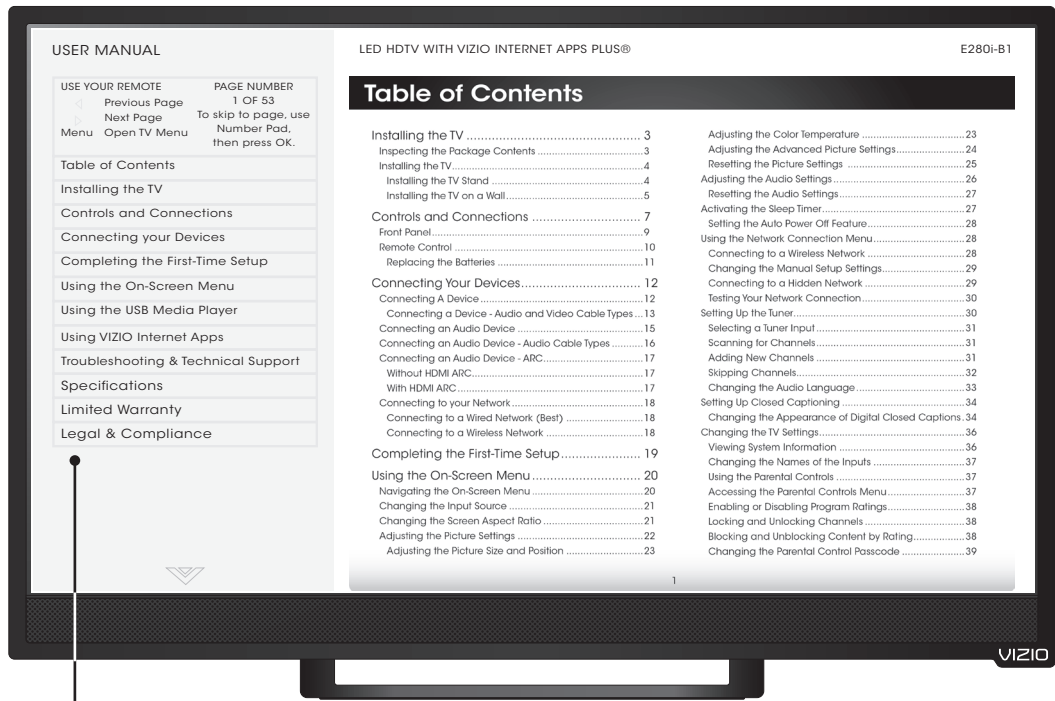 USER MANUAL
USE YOUR REMOTE
Previous Page
Next Page
Menu Open TV Menu
PAGE NUMBER
1 OF 53
To skip to page, use
Number Pad,
then press OK.
Table of Contents
Installing the TV
Controls and Connections
Connecting your Devices
Completing the First-Time Setup
Using the On-Screen Menu
Using the USB Media Player
Using VIZIO Internet Apps
Troubleshooting & Technical Support
Specifications
Limited Warranty
Legal & Compliance
LED HDTV WITH VIZIO INTERNET APPS PLUS®
E280i-B1
Table of Contents
Installing the TV ........ 3
Inspecting the Package Contents ........ 3
Installing the TV ........ 4
Installing the TV Stand ........ 4
Installing the TV on a Wall ........ 5
Controls and Connections ........ 7
Front Panel ........ 9
Remote Control ........ 10
Replacing the Batteries ........ 11
Connecting Your Devices ........ 12
Connecting A Device ........ 12
Connecting a Device - Audio and Video Cable Types ... 13
Connecting an Audio Device ........ 15
Connecting an Audio Device - Audio Cable Types ........ 16
Connecting an Audio Device - ARC ........ 17
Without HDMI ARC ........ 17
With HDMI ARC ........ 17
Connecting to your Network ........ 18
Connecting to a Wired Network (Best) ........ 18
Connecting to a Wireless Network ........ 18
Completing the First-Time Setup ........ 19
Using the On-Screen Menu ........ 20
Navigating the On-Screen Menu ........ 20
Changing the Input Source ........ 21
Changing the Screen Aspect Ratio ........ 21
Adjusting the Picture Settings ........ 22
Adjusting the Picture Size and Position ........ 23
Adjusting the Color Temperature ........ 23
Adjusting the Advanced Picture Settings ........ 24
Resetting the Picture Settings ........ 25
Adjusting the Audio Settings ........ 26
Resetting the Audio Settings ........ 27
Activating the Sleep Timer ........ 27
Setting the Auto Power Off Feature ........ 28
Using the Network Connection Menu ........ 28
Connecting to a Wireless Network ........ 28
Changing the Manual Setup Settings ........ 29
Connecting to a Hidden Network ........ 29
Testing Your Network Connection ........ 30
Setting Up the Tuner ........ 30
Selecting a Tuner Input ........ 31
Scanning for Channels ........ 31
Adding New Channels ........ 31
Skipping Channels ........ 32
Changing the Audio Language ........ 33
Setting Up Closed Captioning ........ 34
Changing the Appearance of Digital Closed Captions . 34
Changing the TV Settings ........ 36
Viewing System Information ........ 36
Changing the Names of the Inputs ........ 37
Using the Parental Controls ........ 37
Accessing the Parental Controls Menu ........ 37
Enabling or Disabling Program Ratings ........ 38
Locking and Unlocking Channels ........ 38
Blocking and Unblocking Content by Rating ........ 38
Changing the Parental Control Passcode ........ 39
1
VIZIO